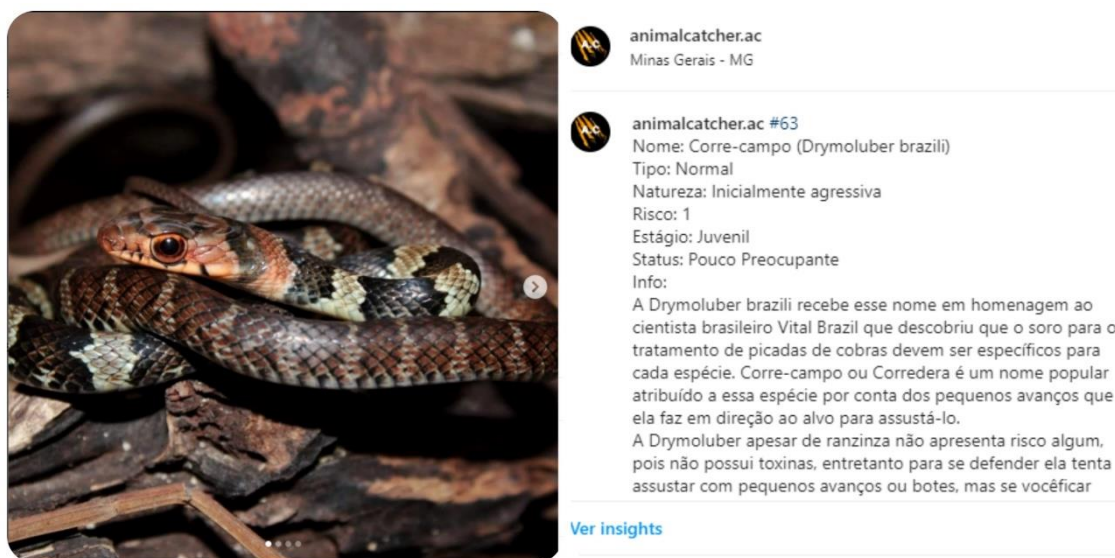 animalcatcher.ac
Minas Gerais - MG
animalcatcher.ac #63
Nome: Corre-campo (Drymoluber brazili)
Tipo: Normal
Natureza: Inicialmente agressiva
Risco: 1
Estágio: Juvenil
Status: Pouco Preocupante
Info:
A Drymoluber brazili recebe esse nome em homenagem ao
cientista brasileiro Vital Brazil que descobriu que o soro para o
tratamento de picadas de cobras devem ser específicos para
cada espécie. Corre-campo ou Corredera é um nome popular
atribuído a essa espécie por conta dos pequenos avanços que
ela faz em direção ao alvo para assustá-lo.
A Drymoluber apesar de ranzinza não apresenta risco algum,
pois não possui toxinas, entretanto para se defender ela tenta
assustar com pequenos avanços ou botes, mas se vocêficar
Ver insights